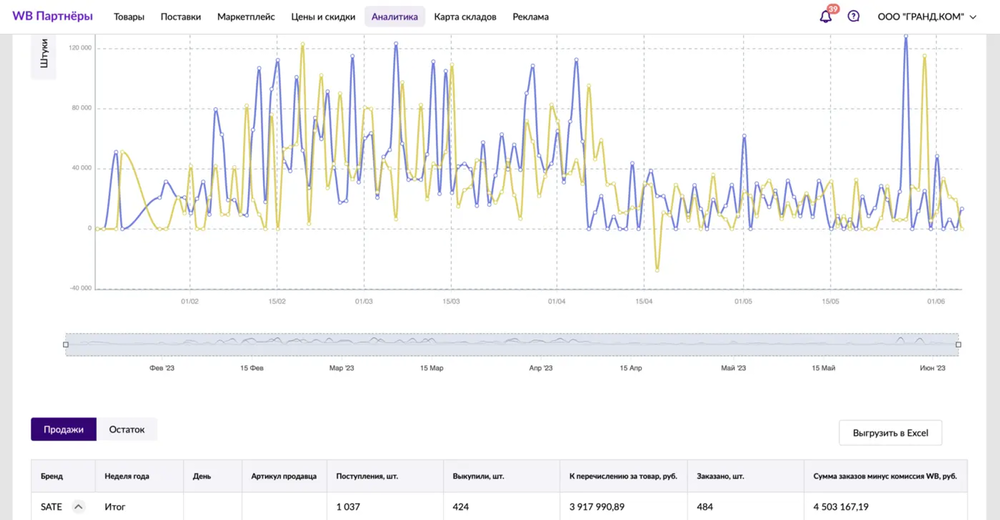 WB Партнёры Товары Поставки Маркетплейс Цены и скидки Аналитика Карта складов Реклама 39 ООО "ГРАНД.КОМ"
Штуки
120 000
80 000
40 000
0
-40 000
01/02 15/02 01/03 15/03 01/04 15/04 01/05 15/05 01/06
Фев '23 15 Фев Мар '23 15 Мар Апр '23 15 Апр Май '23 15 Май Июн '23
Продажи Остаток Выгрузить в Excel
Бренд Неделя года День Артикул продавца Поступления, шт. Выкупили, шт. К перечислению за товар, руб. Заказано, шт. Сумма заказов минус комиссия WB, руб.
SATE Итог 1 037 424 3 917 990,89 484 4 503 167,19